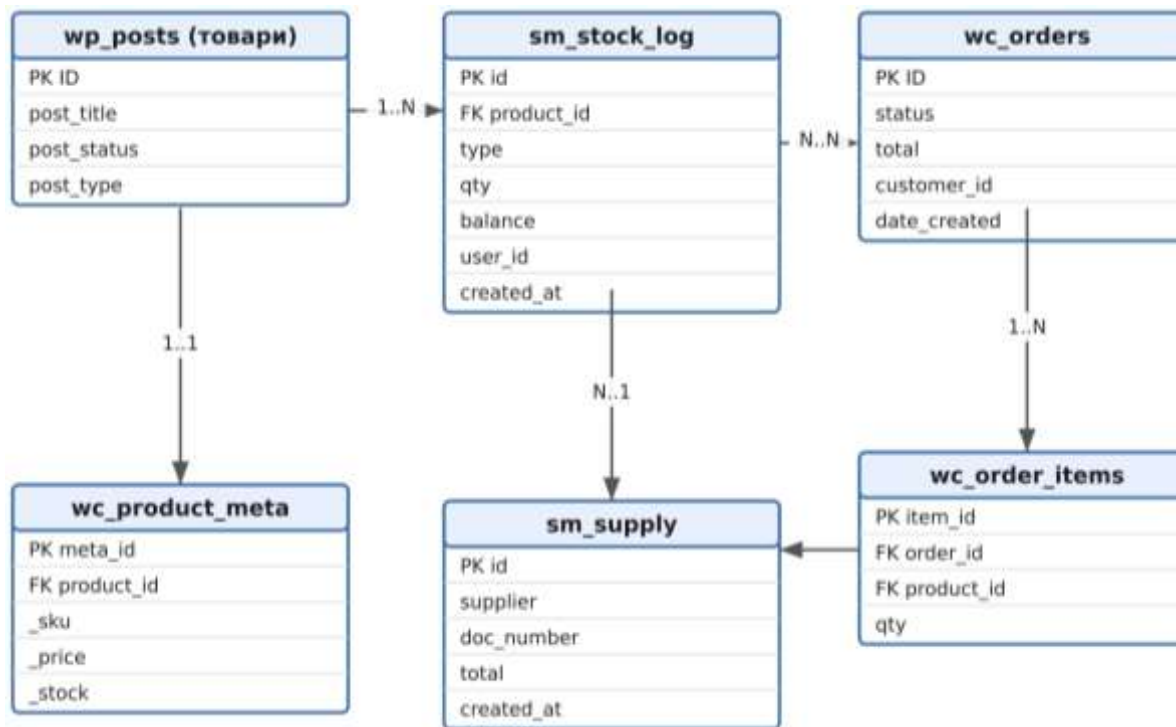 wp_posts (товари)
PK ID
post_title
post_status
post_type
1..N
sm_stock_log
PK id
FK product_id
type
qty
balance
user_id
created_at
N..N
wc_orders
PK ID
status
total
customer_id
date_created
1..1
N..1
1..N
wc_product_meta
PK meta_id
FK product_id
_sku
_price
_stock
sm_supply
PK id
supplier
doc_number
total
created_at
wc_order_items
PK item_id
FK order_id
FK product_id
qty